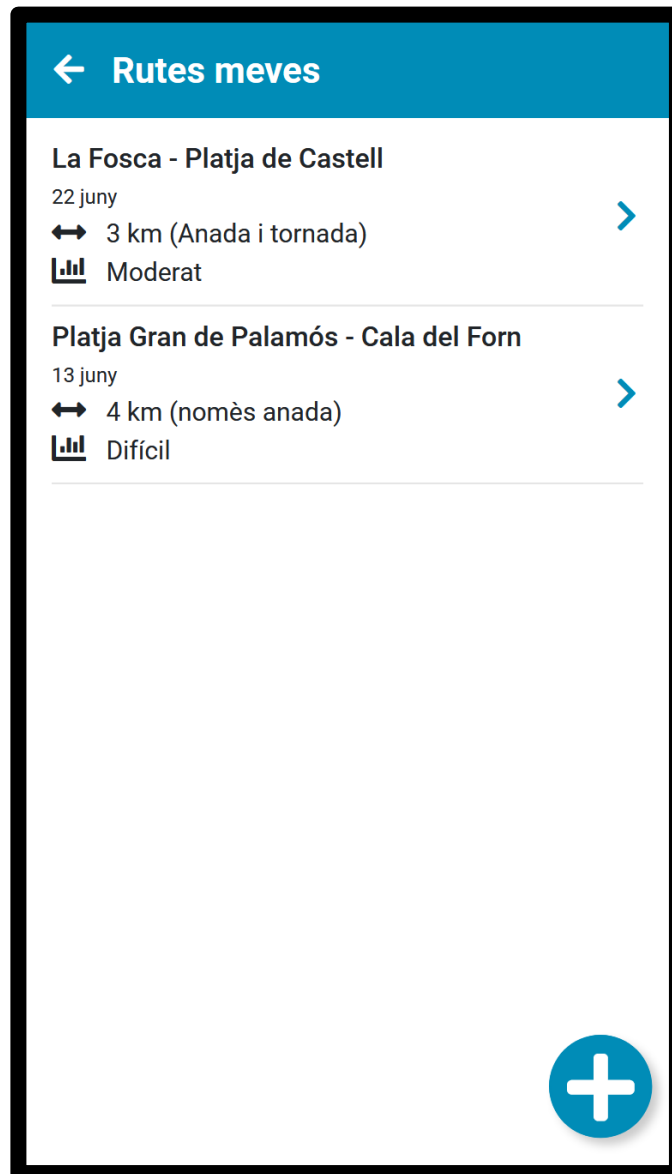 Rutes meves
La Fosca - Platja de Castell
22 juny
3 km (Anada i tornada)
Moderat
Platja Gran de Palamós - Cala del Forn
13 juny
4 km (nomès anada)
Difícil